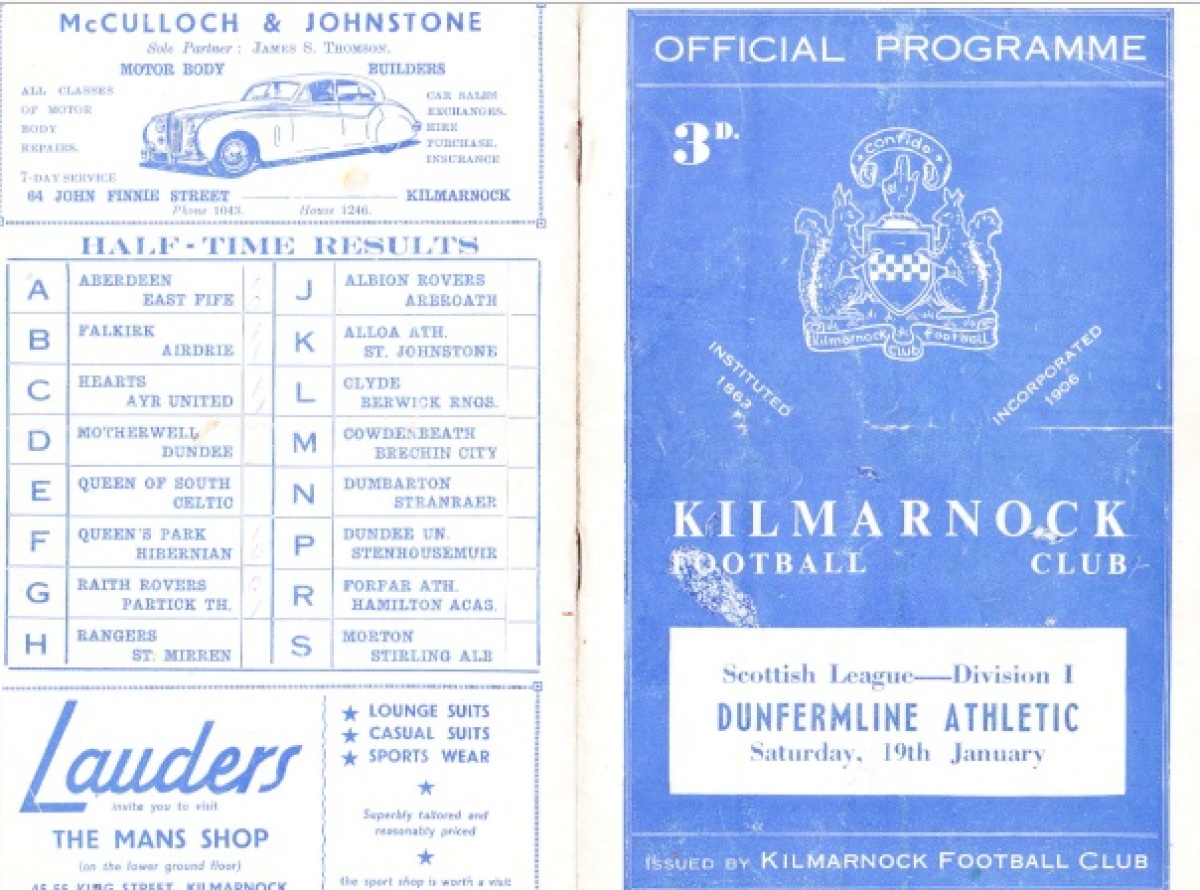 McCULLOCH & JOHNSTONE
Sole Partner : JAMES S. THOMSON.
MOTOR BODY BUILDERS
ALL CLASSES
OF MOTOR
BODY
REPAIRS.
7-DAY SERVICE
CAR SALES
EXCHANGES.
HIRE
PURCHASE.
INSURANCE
64 JOHN FINNIE STREET KILMARNOCK
Phone 1043. House 1246.
HALF-TIME RESULTS
A ABERDEEN
EAST FIFE
B FALKIRK
AIRDRIE
C HEARTS
AYR UNITED
D MOTHERWELL
DUNDEE
E QUEEN OF SOUTH
CELTIC
F QUEEN'S PARK
HIBERNIAN
G RAITH ROVERS
PARTICK TH.
H RANGERS
ST. MIRREN
J ALBION ROVERS
ARBROATH
K ALLOA ATH.
ST. JOHNSTONE
L CLYDE
BERWICK RNGS.
M COWDENBEATH
BRECHIN CITY
N DUMBARTON
STRANRAER
P DUNDEE UN.
STENHOUSEMUIR
R FORFAR ATH.
HAMILTON ACAS.
S MORTON
STIRLING ALB
Lauders
invite you to visit
THE MANS SHOP
(on the lower ground floor)
45-55 KING STREET, KILMARNOCK
★ LOUNGE SUITS
★ CASUAL SUITS
★ SPORTS WEAR
★
Superbly tailored and
reasonably priced
★
the sport shop is worth a visit
OFFICIAL PROGRAMME
3D.
confido
Kilmarnock Football
Club
INSTITUTED
186
INCORPORATED
1906
KILMARNOCK
FOOTBALL CLUB
Scottish League—Division I
DUNFERMLINE ATHLETIC
Saturday, 19th January
ISSUED BY KILMARNOCK FOOTBALL CLUB